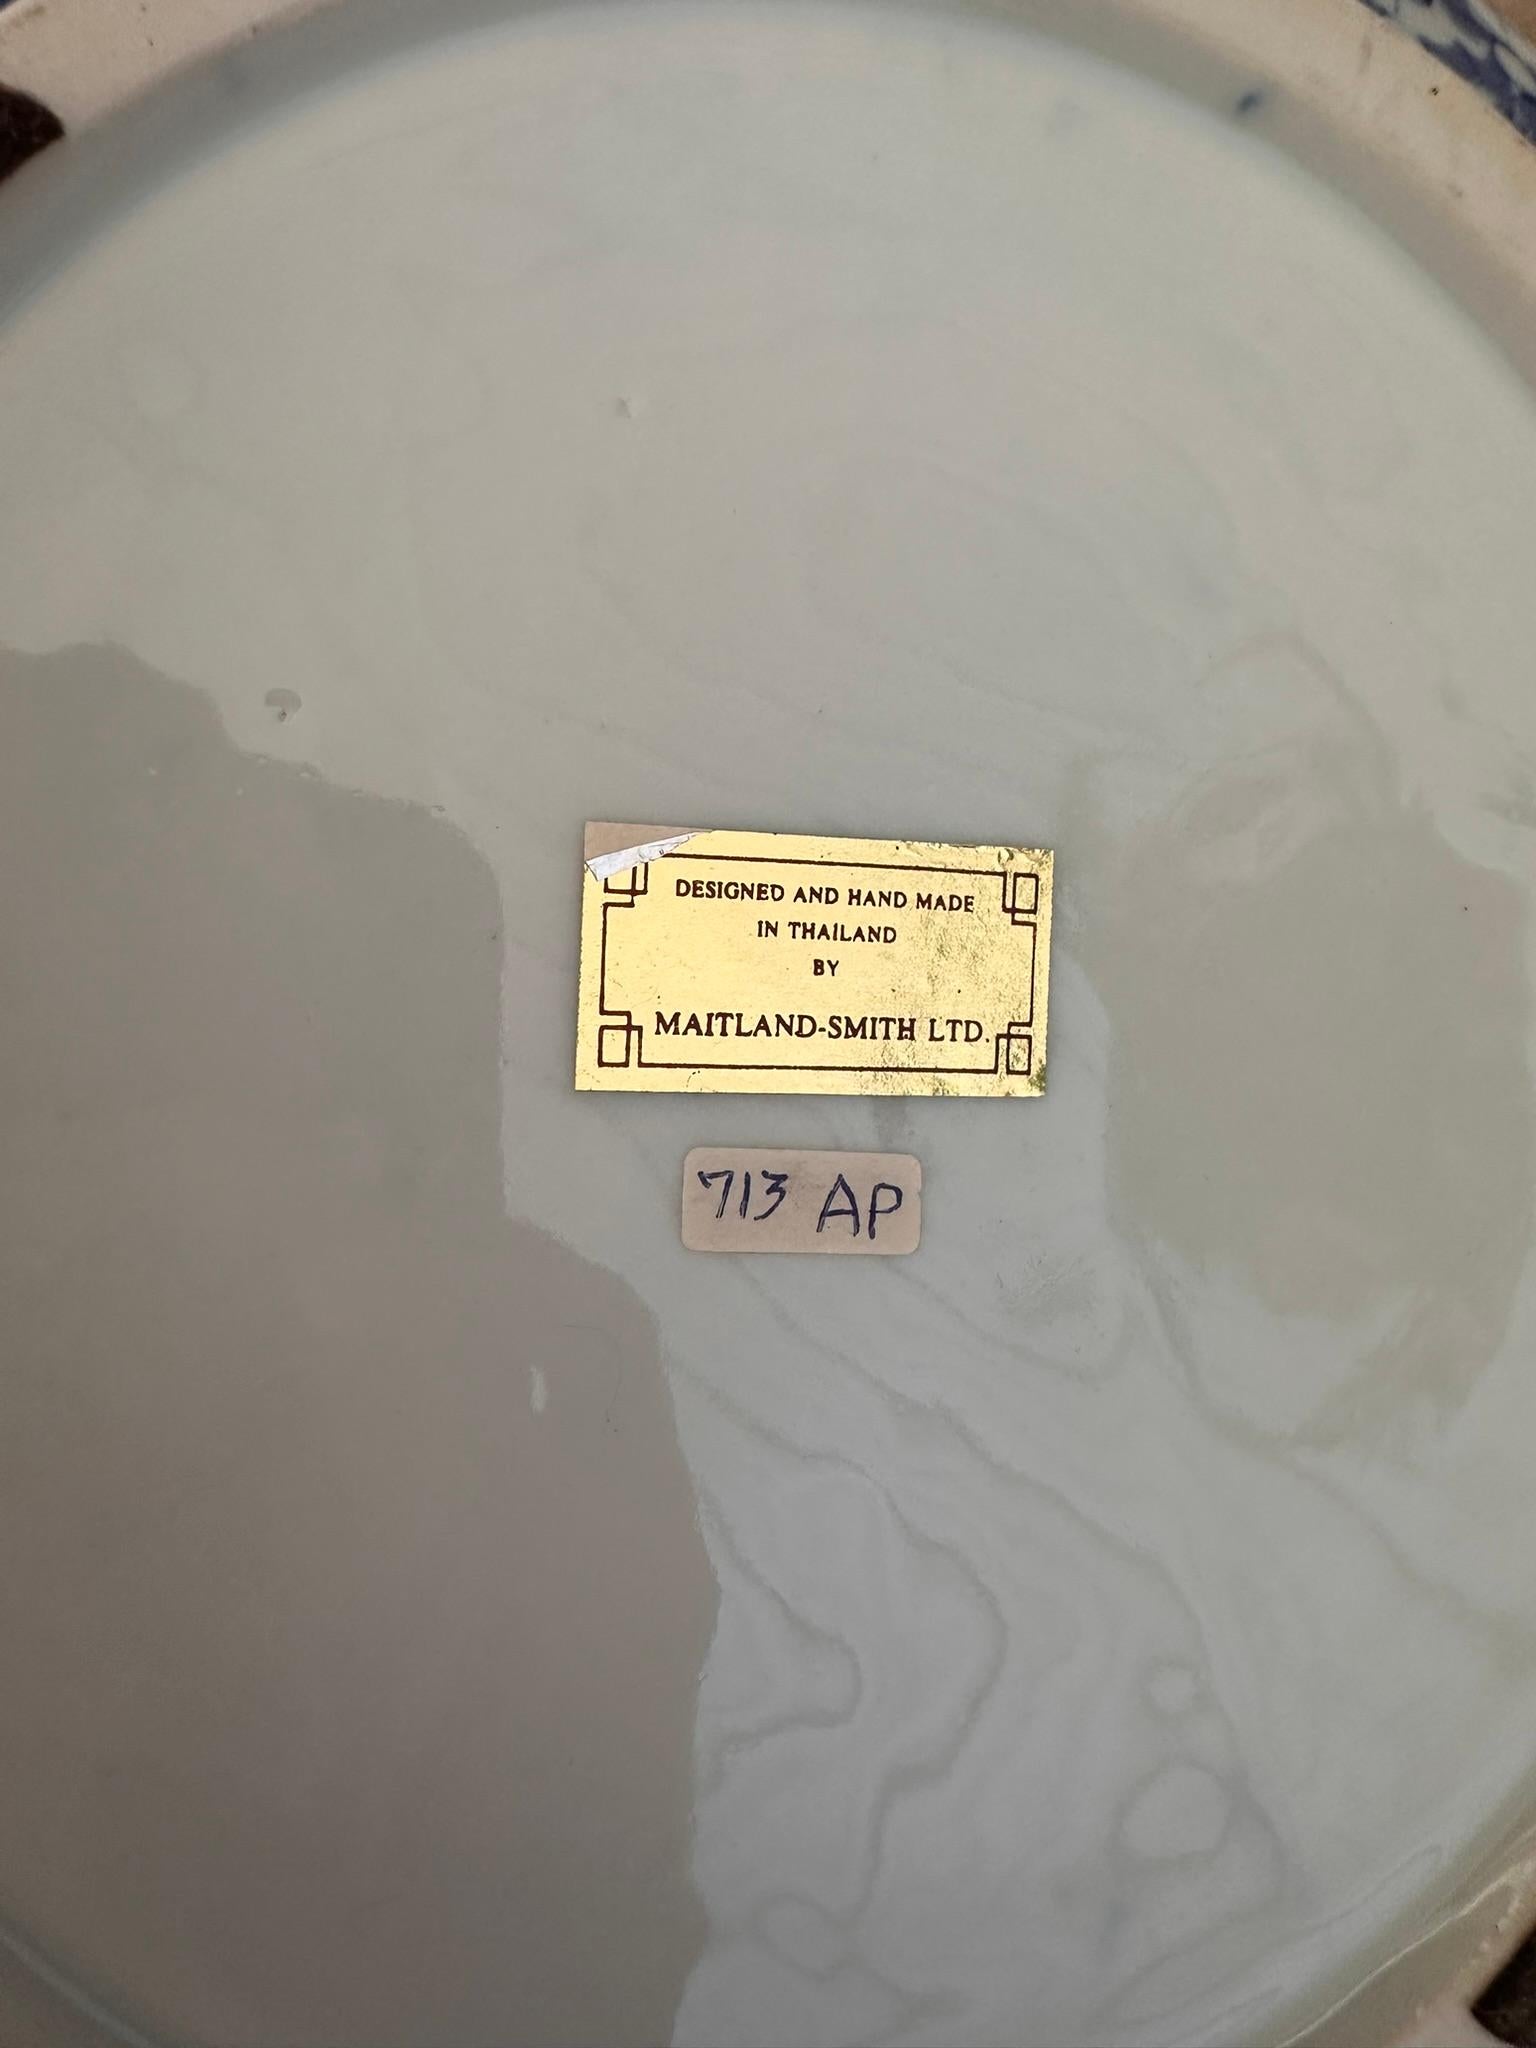 DESIGNED AND HAND MADE
IN THAILAND
BY
MAITLAND-SMITH LTD.
713 AP